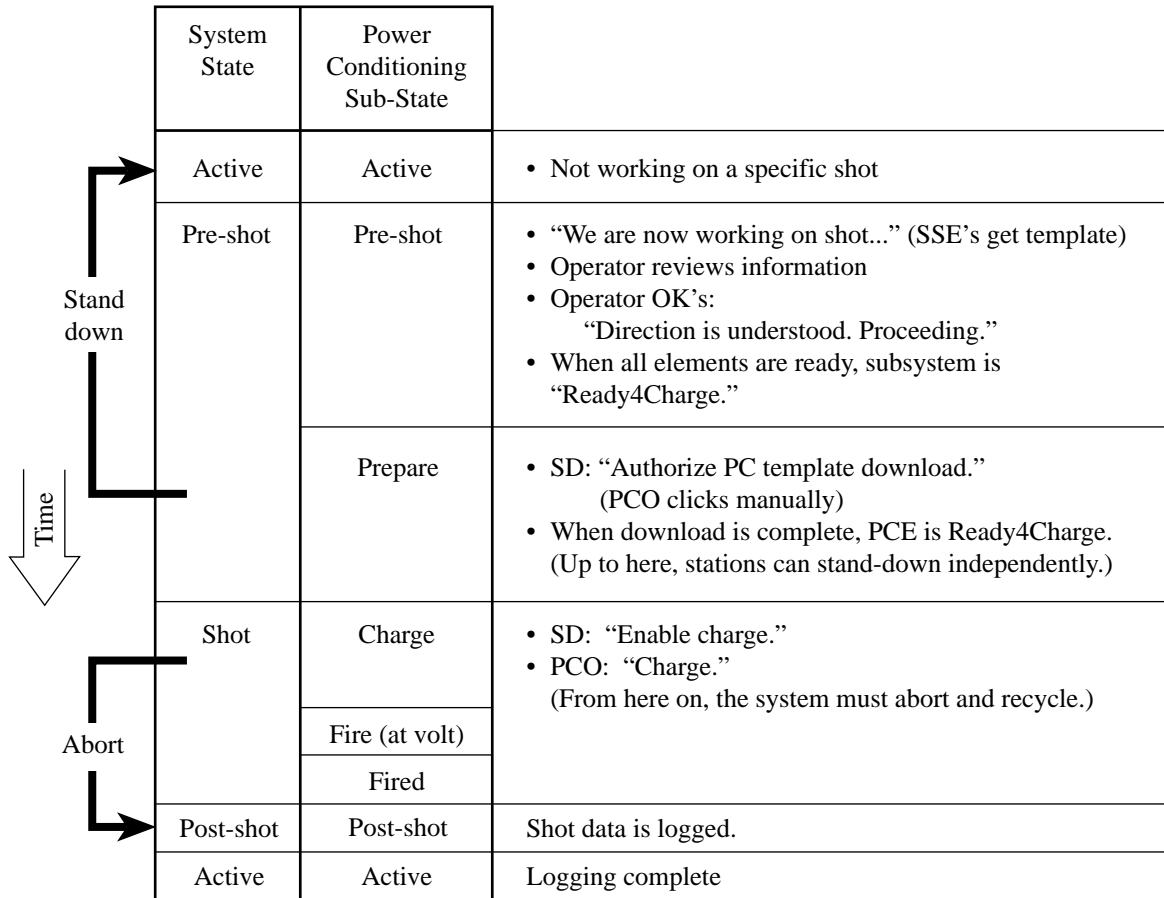 System
State
Power
Conditioning
Sub-State
Active
Active
• Not working on a specific shot
Pre-shot
Pre-shot
• “We are now working on shot...” (SSE's get template)
• Operator reviews information
• Operator OK's:
“Direction is understood. Proceeding.”
• When all elements are ready, subsystem is
“Ready4Charge.”
Stand
down
Prepare
• SD: “Authorize PC template download.”
(PCO clicks manually)
• When download is complete, PCE is Ready4Charge.
(Up to here, stations can stand-down independently.)
Time
Shot
Charge
• SD: “Enable charge.”
• PCO: “Charge.”
(From here on, the system must abort and recycle.)
Abort
Fire (at volt)
Fired
Post-shot
Post-shot
Shot data is logged.
Active
Active
Logging complete